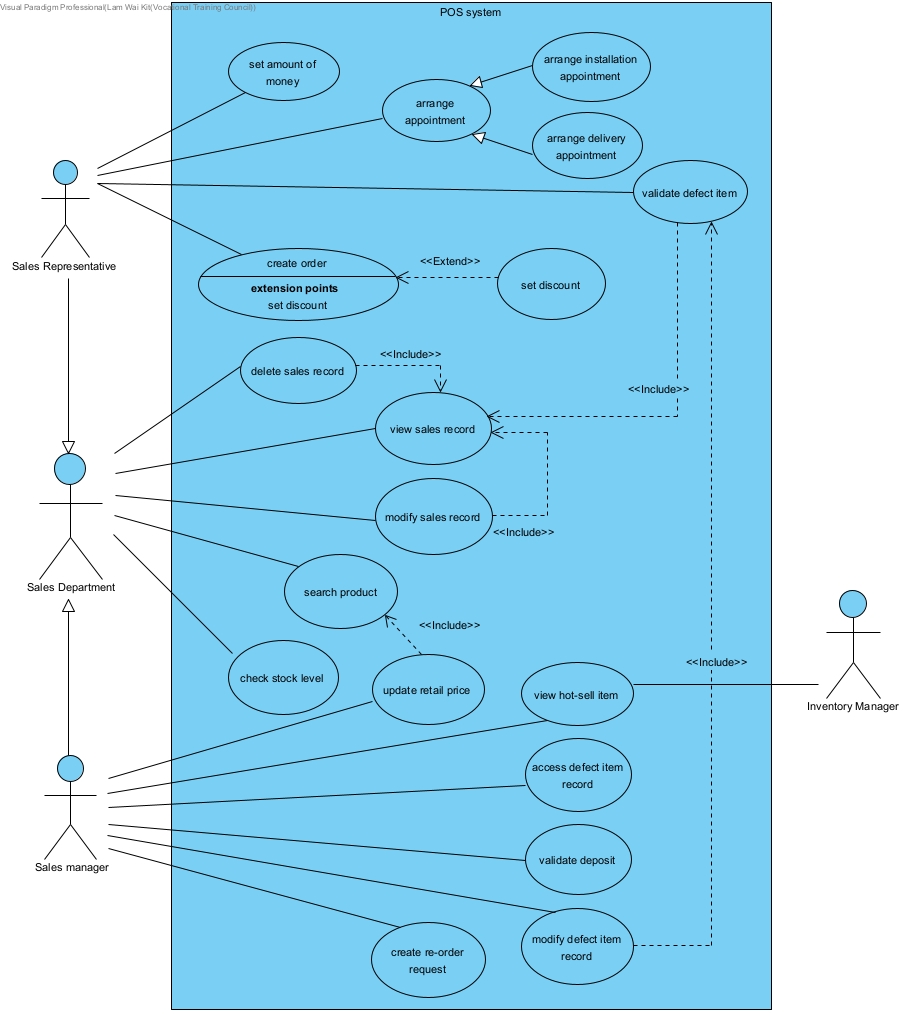 Visual Paradigm Professional(Lam Wai Kit(Vocational Training Council))
POS system
set amount of
money
arrange installation
appointment
arrange
appointment
arrange delivery
appointment
validate defect item
Sales Representative
create order
extension points
set discount
<<Extend>>
set discount
delete sales record
<<Include>>
<<Include>>
view sales record
modify sales record
<<Include>>
Sales Department
search product
<<Include>>
check stock level
update retail price
<<Include>>
view hot-sell item
Inventory Manager
access defect item
record
Sales manager
validate deposit
modify defect item
record
create re-order
request